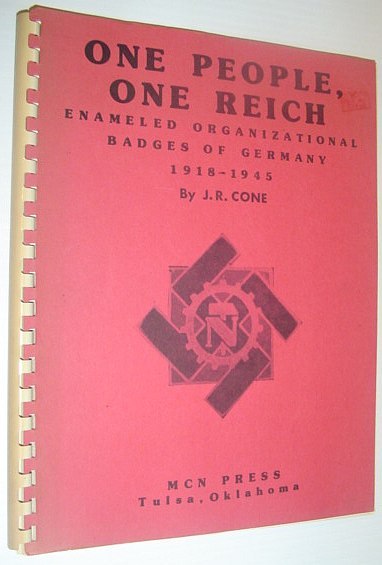 ONE PEOPLE,
ONE REICH
ENAMELED ORGANIZATIONAL
BADGES OF GERMANY
1918-1945
By J.R. CONE
N
MCN PRESS
Tulsa, Oklahoma